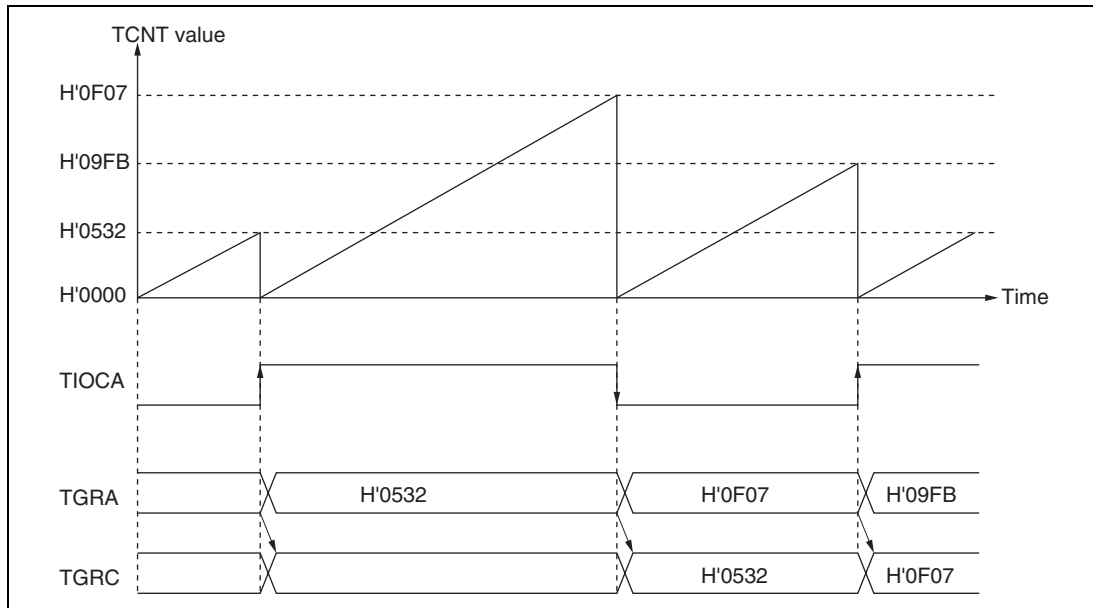 TCNT value
H'0F07
H'09FB
H'0532
H'0000
Time
TIOCA
TGRA H'0532 H'0F07 H'09FB
TGRC H'0532 H'0F07